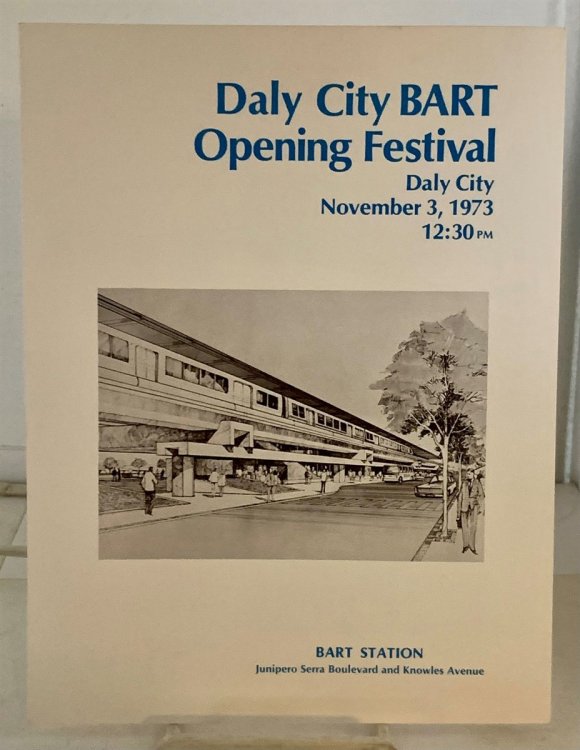 Daly City BART
Opening Festival
Daly City
November 3, 1973
12:30 PM
BART STATION
Junipero Serra Boulevard and Knowles Avenue